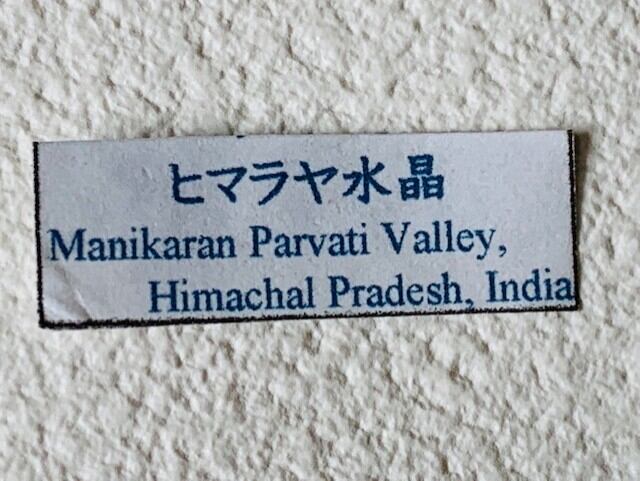 ヒマラヤ水晶
Manikaran Parvati Valley,
Himachal Pradesh, India